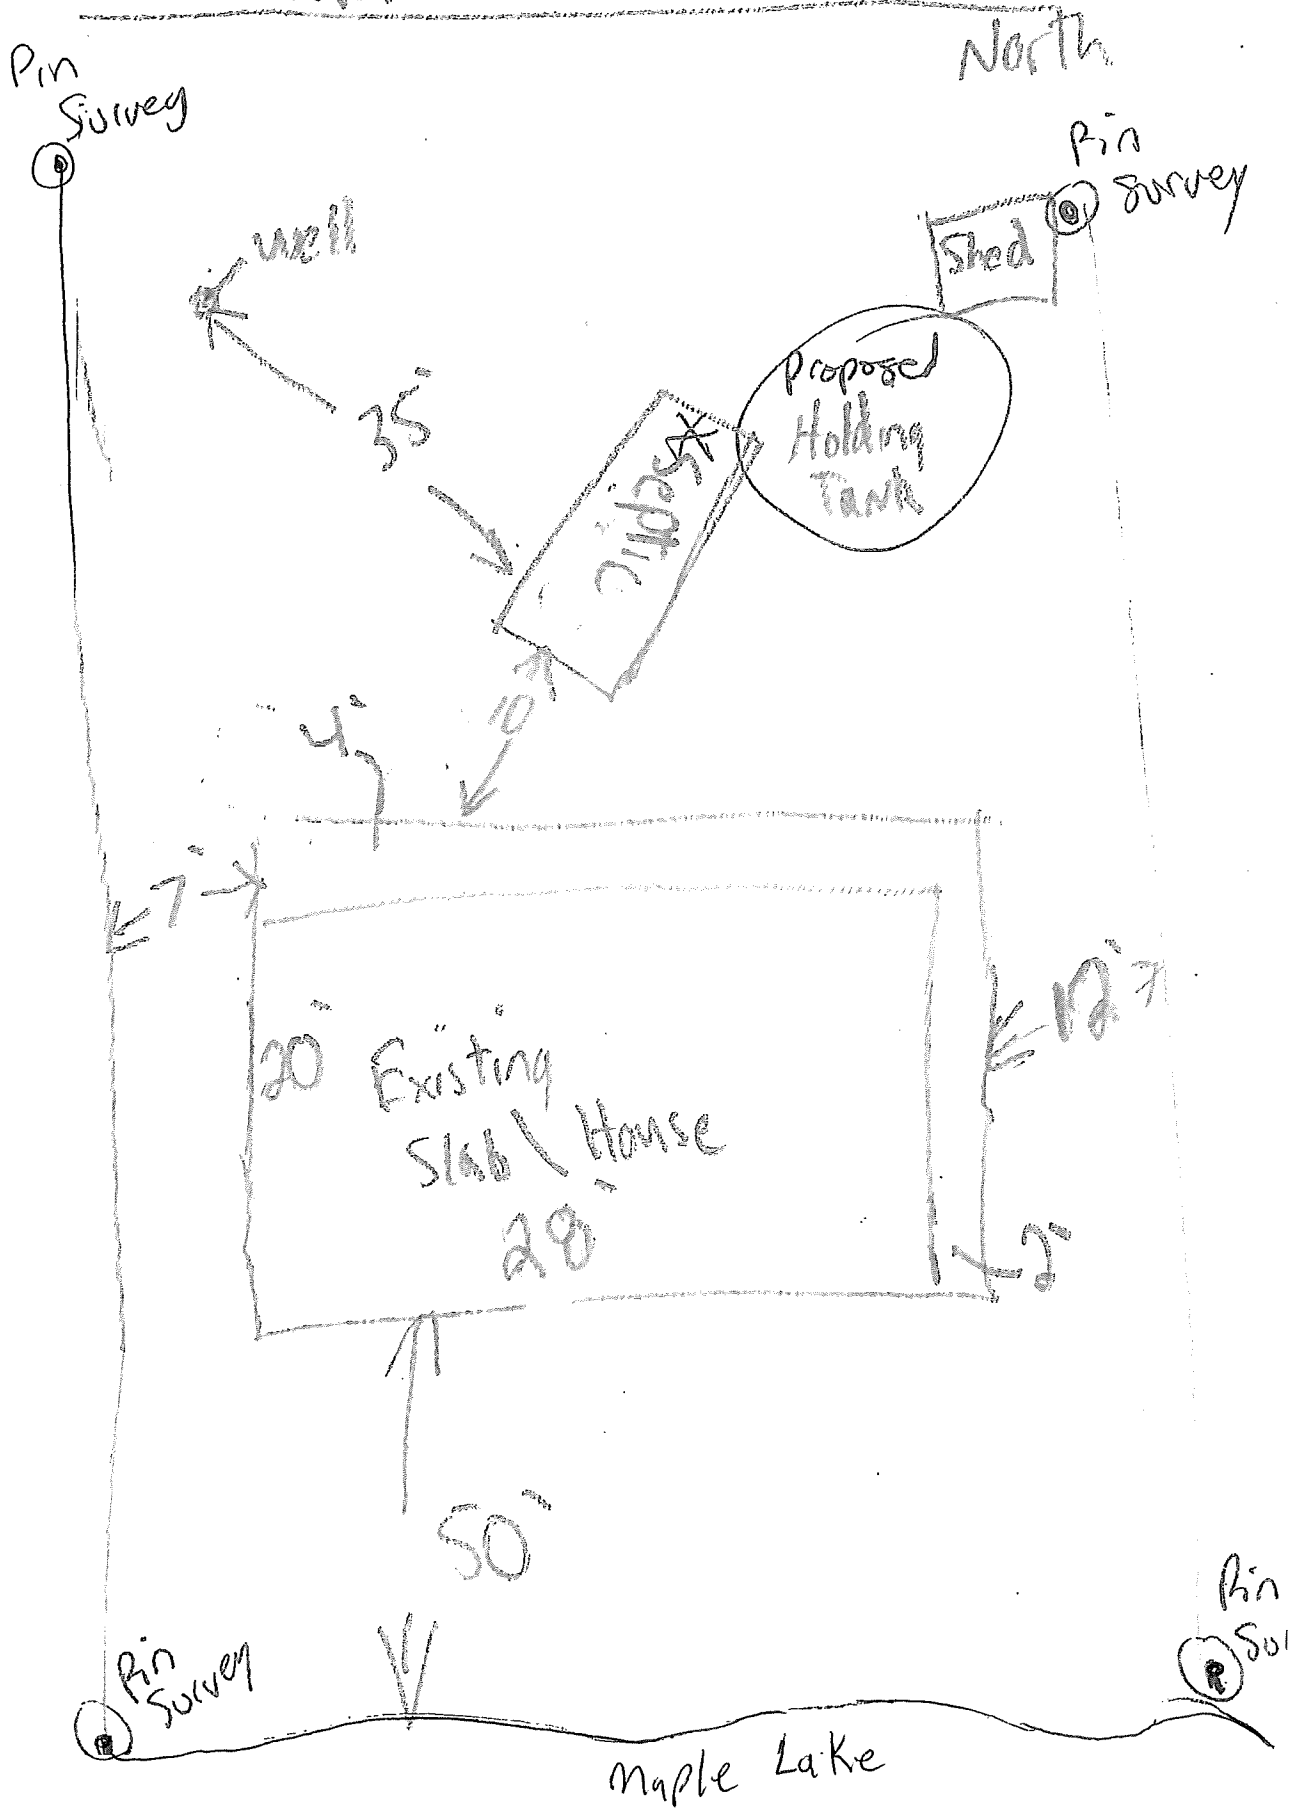 North
Pin
Survey
Pin
Survey
well
Shed
Proposed
Holding
Tank
35"
Septic
10
4"
7"
12"
20"
Existing
Slab \ House
28"
2"
50"
Pin
Survey
Pin
Maple Lake